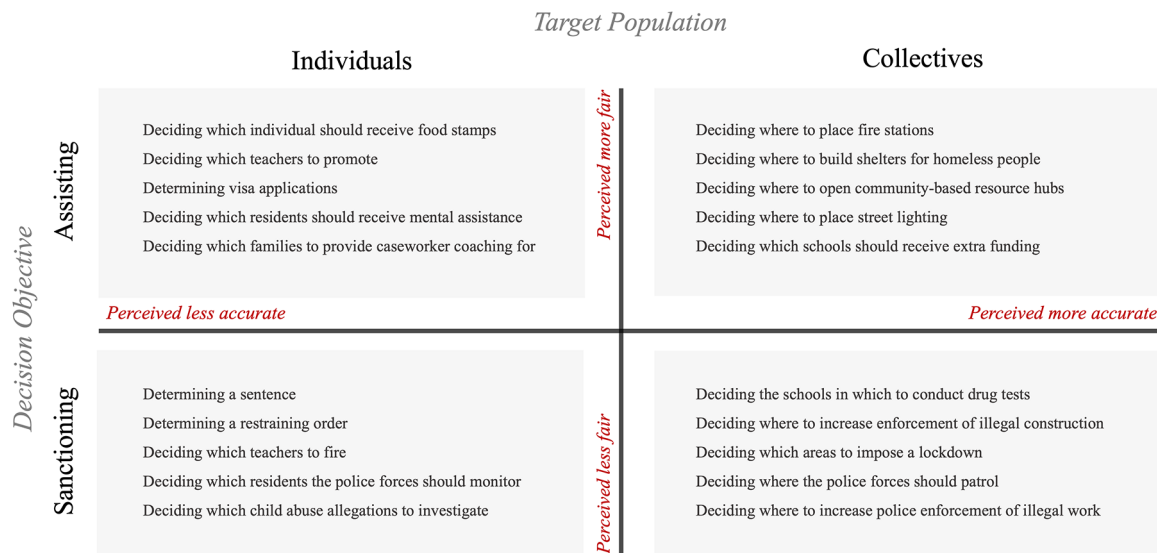 Target Population
Individuals
Collectives
Decision Objective
Assisting
Deciding which individual should receive food stamps
Deciding which teachers to promote
Determining visa applications
Deciding which residents should receive mental assistance
Deciding which families to provide caseworker coaching for
Perceived more fair
Deciding where to place fire stations
Deciding where to build shelters for homeless people
Deciding where to open community-based resource hubs
Deciding where to place street lighting
Deciding which schools should receive extra funding
Perceived less accurate
Perceived more accurate
Sanctioning
Determining a sentence
Determining a restraining order
Deciding which teachers to fire
Deciding which residents the police forces should monitor
Deciding which child abuse allegations to investigate
Perceived less fair
Deciding the schools in which to conduct drug tests
Deciding where to increase enforcement of illegal construction
Deciding which areas to impose a lockdown
Deciding where the police forces should patrol
Deciding where to increase police enforcement of illegal work